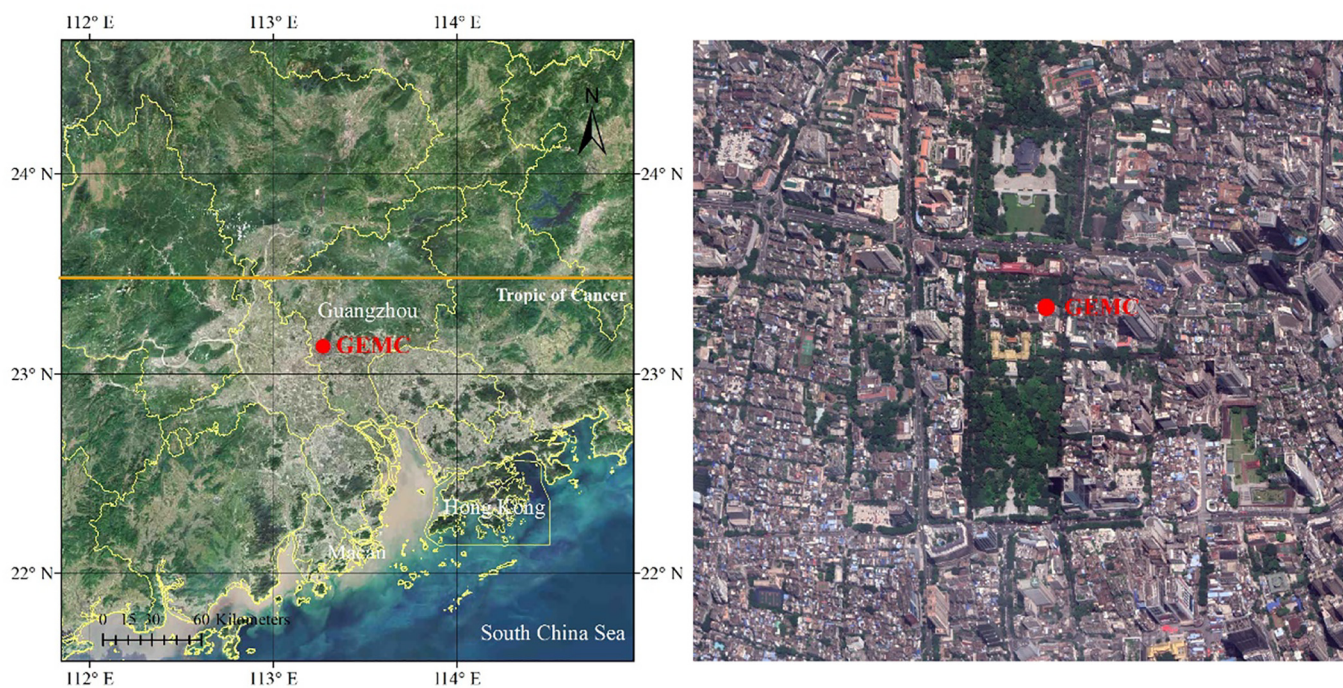 112° E 113° E 114° E
N
24° N 24° N
Tropic of Cancer
Guangzhou
GEMC
23° N 23° N
Hong Kong
Macau
22° N 22° N
0 15 30 60 Kilometers
South China Sea
112° E 113° E 114° E
GEMC